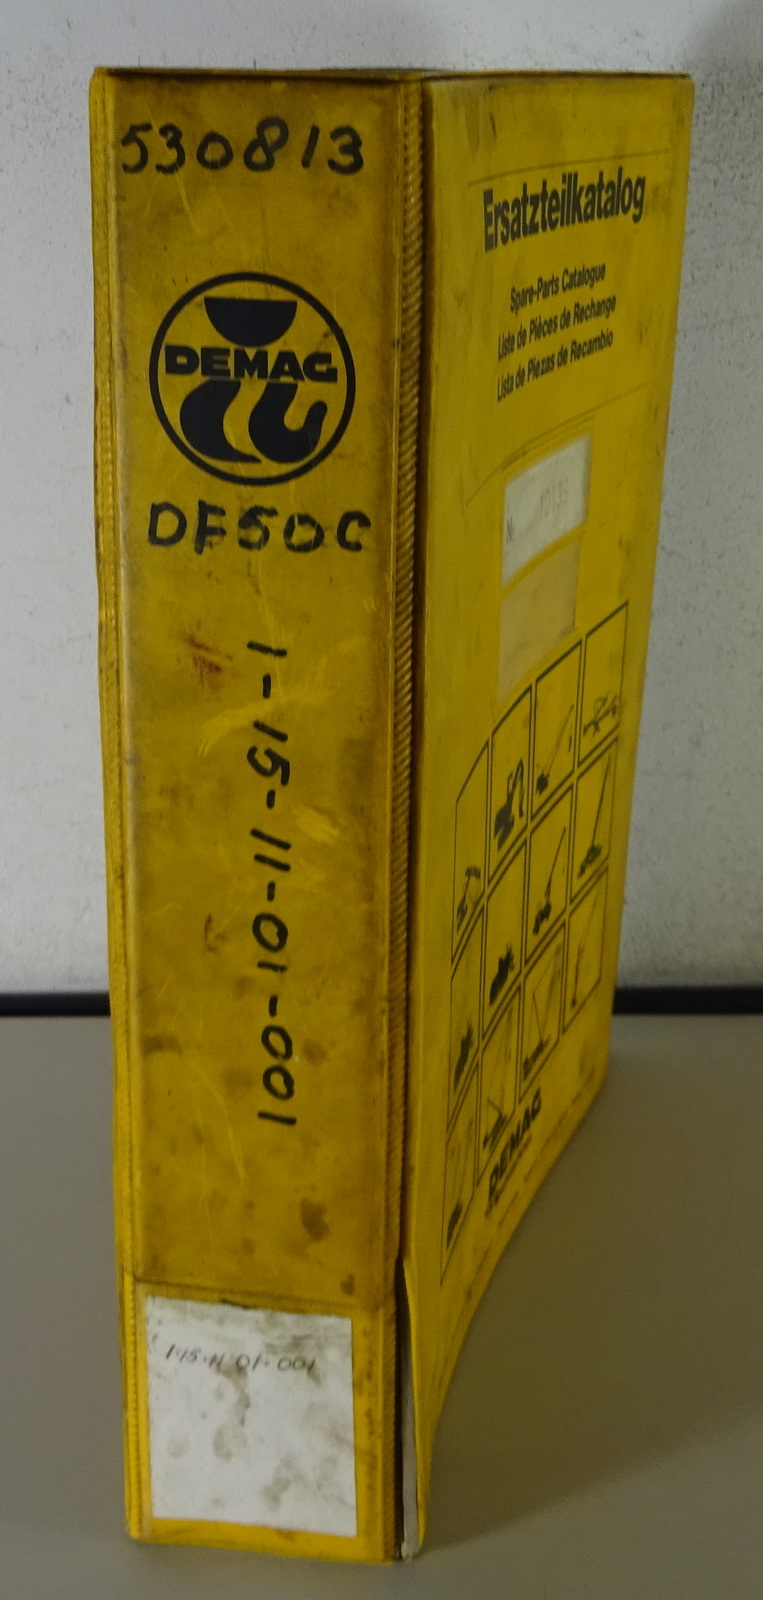 530813
DEMAG
DF50C
1-15-11-01-001
1-15-11-01-001
Ersatzteilkatalog
Spare-Parts Catalogue
Liste de Pièces de Rechange
Lista de Piezas de Recambio
DEMAG